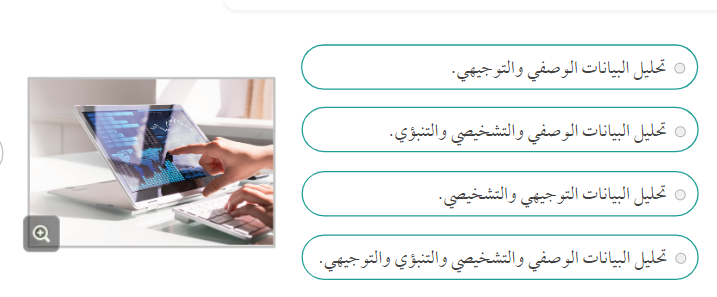 تحليل البيانات الوصفي والتوجيهي.
تحليل البيانات الوصفي والتشخيصي والتنبؤي.
تحليل البيانات التوجيهي والتشخيصي.
تحليل البيانات الوصفي والتشخيصي والتنبؤي والتوجيهي.